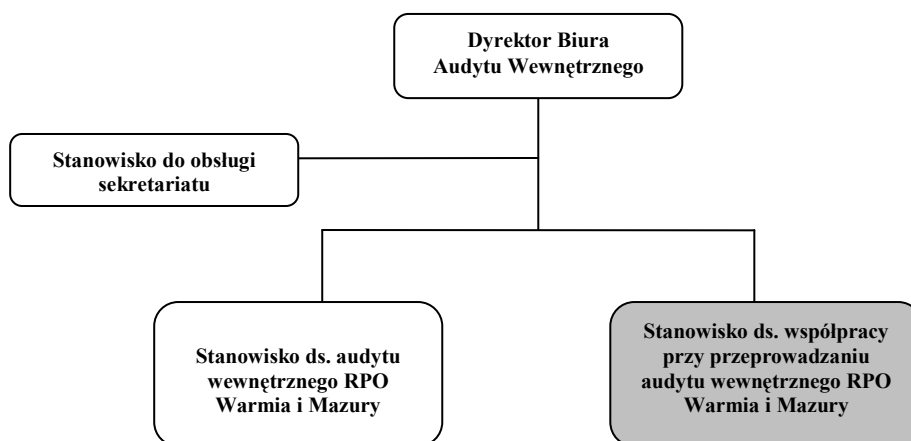 Dyrektor Biura
Audytu Wewnętrznego
Stanowisko do obsługi
sekretariatu
Stanowisko ds. audytu
wewnętrznego RPO
Warmia i Mazury
Stanowisko ds. współpracy
przy przeprowadzaniu
audytu wewnętrznego RPO
Warmia i Mazury